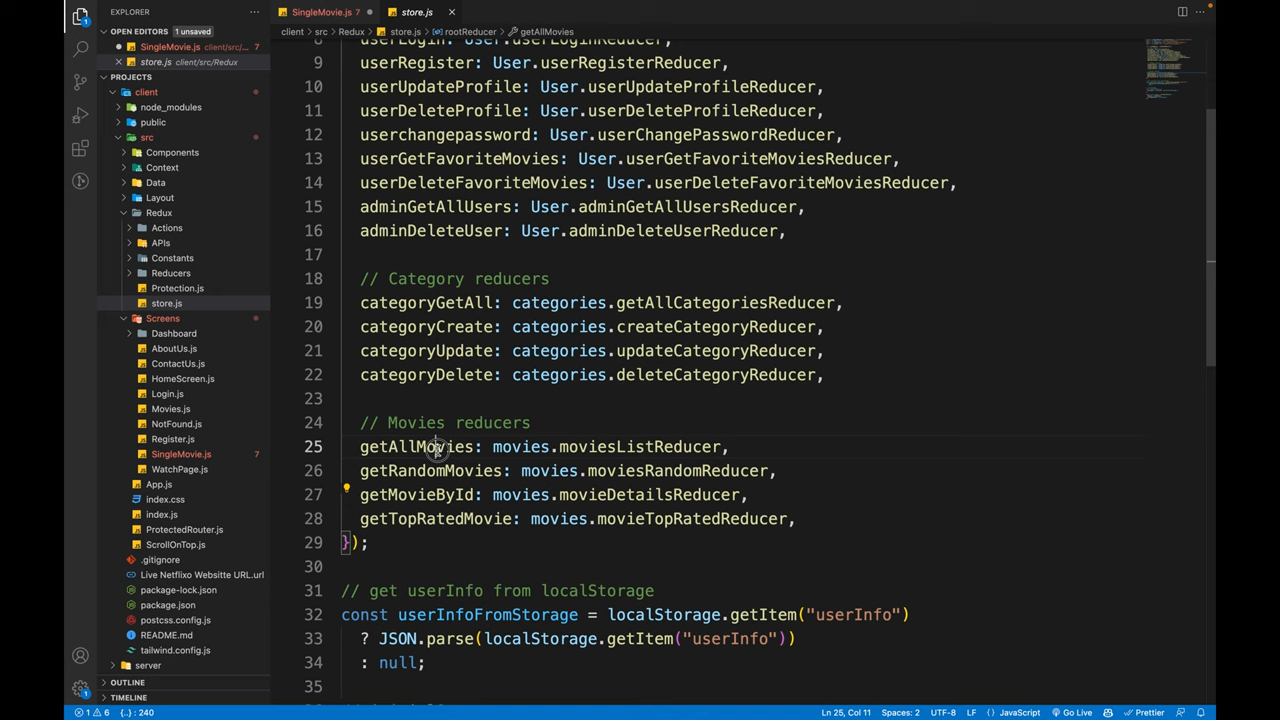 EXPLORER
SingleMovie.js 7
store.js
OPEN EDITORS 1 unsaved
SingleMovie.js client/src/... 7
store.js client/src/Redux
PROJECTS
client
node_modules
public
src
Components
Context
Data
Layout
Redux
Actions
APIs
Constants
Reducers
Protection.js
store.js
Screens
Dashboard
AboutUs.js
ContactUs.js
HomeScreen.js
Login.js
Movies.js
NotFound.js
Register.js
SingleMovie.js 7
WatchPage.js
App.js
index.css
index.js
ProtectedRouter.js
ScrollOnTop.js
.gitignore
Live Netflixo Websitte URL.url
package-lock.json
package.json
postcss.config.js
README.md
tailwind.config.js
server
OUTLINE
TIMELINE
client > src > Redux > store.js > rootReducer > getAllMovies
8 userLogin: User.userLoginReducer,
9 userRegister: User.userRegisterReducer,
10 userUpdateProfile: User.userUpdateProfileReducer,
11 userDeleteProfile: User.userDeleteProfileReducer,
12 userchangepassword: User.userChangePasswordReducer,
13 userGetFavoriteMovies: User.userGetFavoriteMoviesReducer,
14 userDeleteFavoriteMovies: User.userDeleteFavoriteMoviesReducer,
15 adminGetAllUsers: User.adminGetAllUsersReducer,
16 adminDeleteUser: User.adminDeleteUserReducer,
17
18 // Category reducers
19 categoryGetAll: categories.getAllCategoriesReducer,
20 categoryCreate: categories.createCategoryReducer,
21 categoryUpdate: categories.updateCategoryReducer,
22 categoryDelete: categories.deleteCategoryReducer,
23
24 // Movies reducers
25 getAllMovies: movies.moviesListReducer,
26 getRandomMovies: movies.moviesRandomReducer,
27 getMovieById: movies.movieDetailsReducer,
28 getTopRatedMovie: movies.movieTopRatedReducer,
29 });
30
31 // get userInfo from localStorage
32 const userInfoFromStorage = localStorage.getItem("userInfo")
33 ? JSON.parse(localStorage.getItem("userInfo"))
34 : null;
35
1 6 {..} : 240 Ln 25, Col 11 Spaces: 2 UTF-8 LF {} JavaScript Go Live Prettier